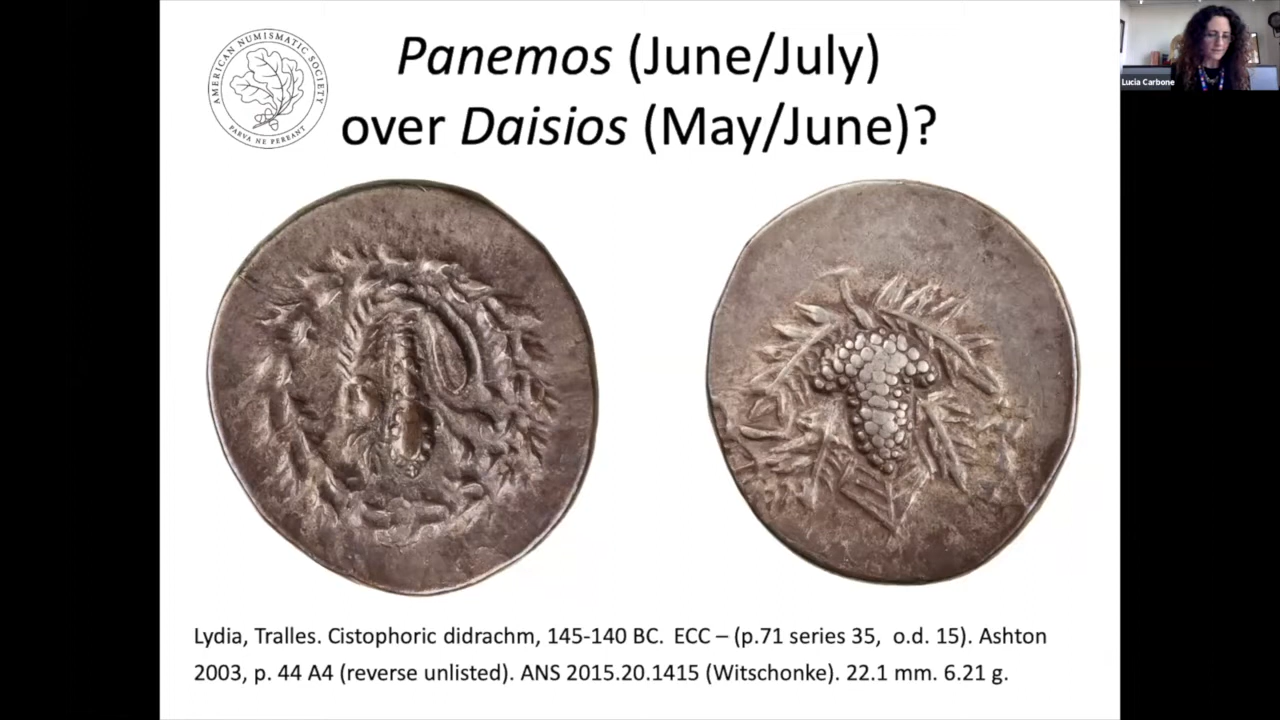 AMERICAN NUMISMATIC SOCIETY
PARVA NE PEREANT
Panemos (June/July)
over Daisios (May/June)?
Lucia Carbone
Lydia, Tralles. Cistophoric didrachm, 145-140 BC.  ECC – (p.71 series 35,  o.d. 15). Ashton
2003, p. 44 A4 (reverse unlisted). ANS 2015.20.1415 (Witschonke). 22.1 mm. 6.21 g.